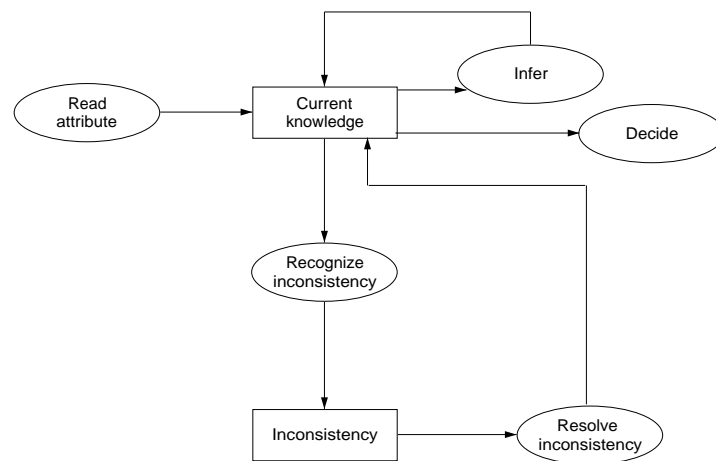 Infer
Read
attribute
Current
knowledge
Decide
Recognize
inconsistency
Inconsistency
Resolve
inconsistency